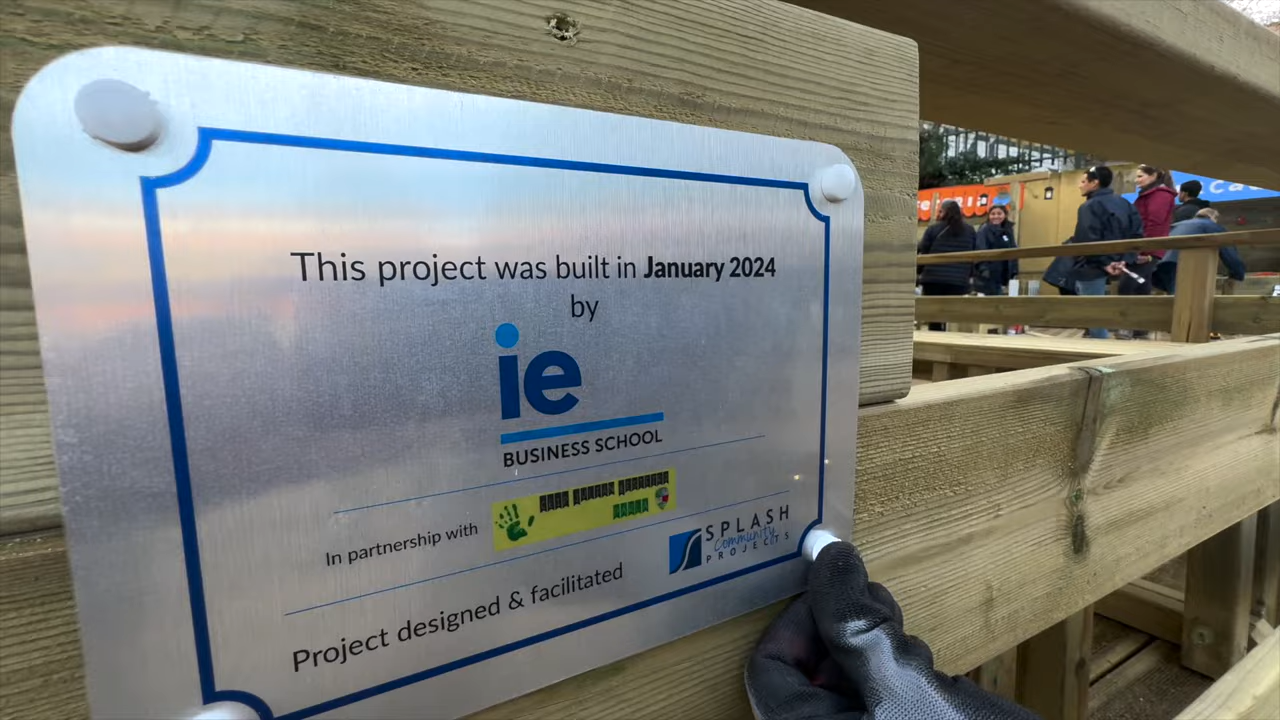 This project was built in January 2024
by
ie
BUSINESS SCHOOL
In partnership with
SPLASH
Community
PROJECTS
Project designed & facilitated